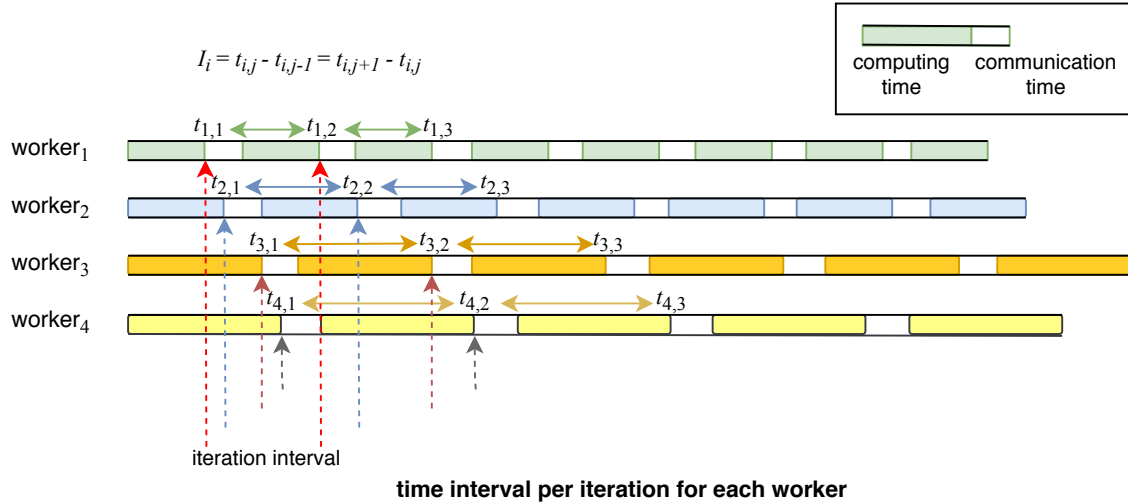 I_i = t_{i,j} - t_{i,j-1} = t_{i,j+1} - t_{i,j}
computing time
communication time
worker_1
t_{1,1}
t_{1,2}
t_{1,3}
worker_2
t_{2,1}
t_{2,2}
t_{2,3}
worker_3
t_{3,1}
t_{3,2}
t_{3,3}
worker_4
t_{4,1}
t_{4,2}
t_{4,3}
iteration interval
time interval per iteration for each worker